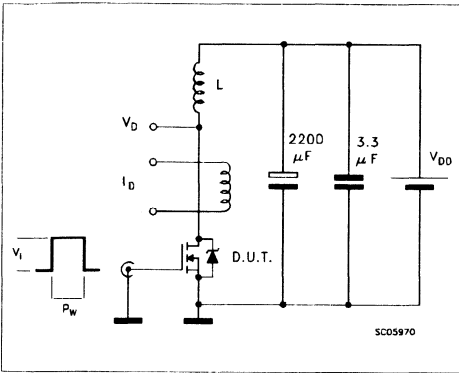 L
V_D
2200
μF
3.3
μF
V_DD
I_D
D.U.T.
V_i
P_W
SC05970